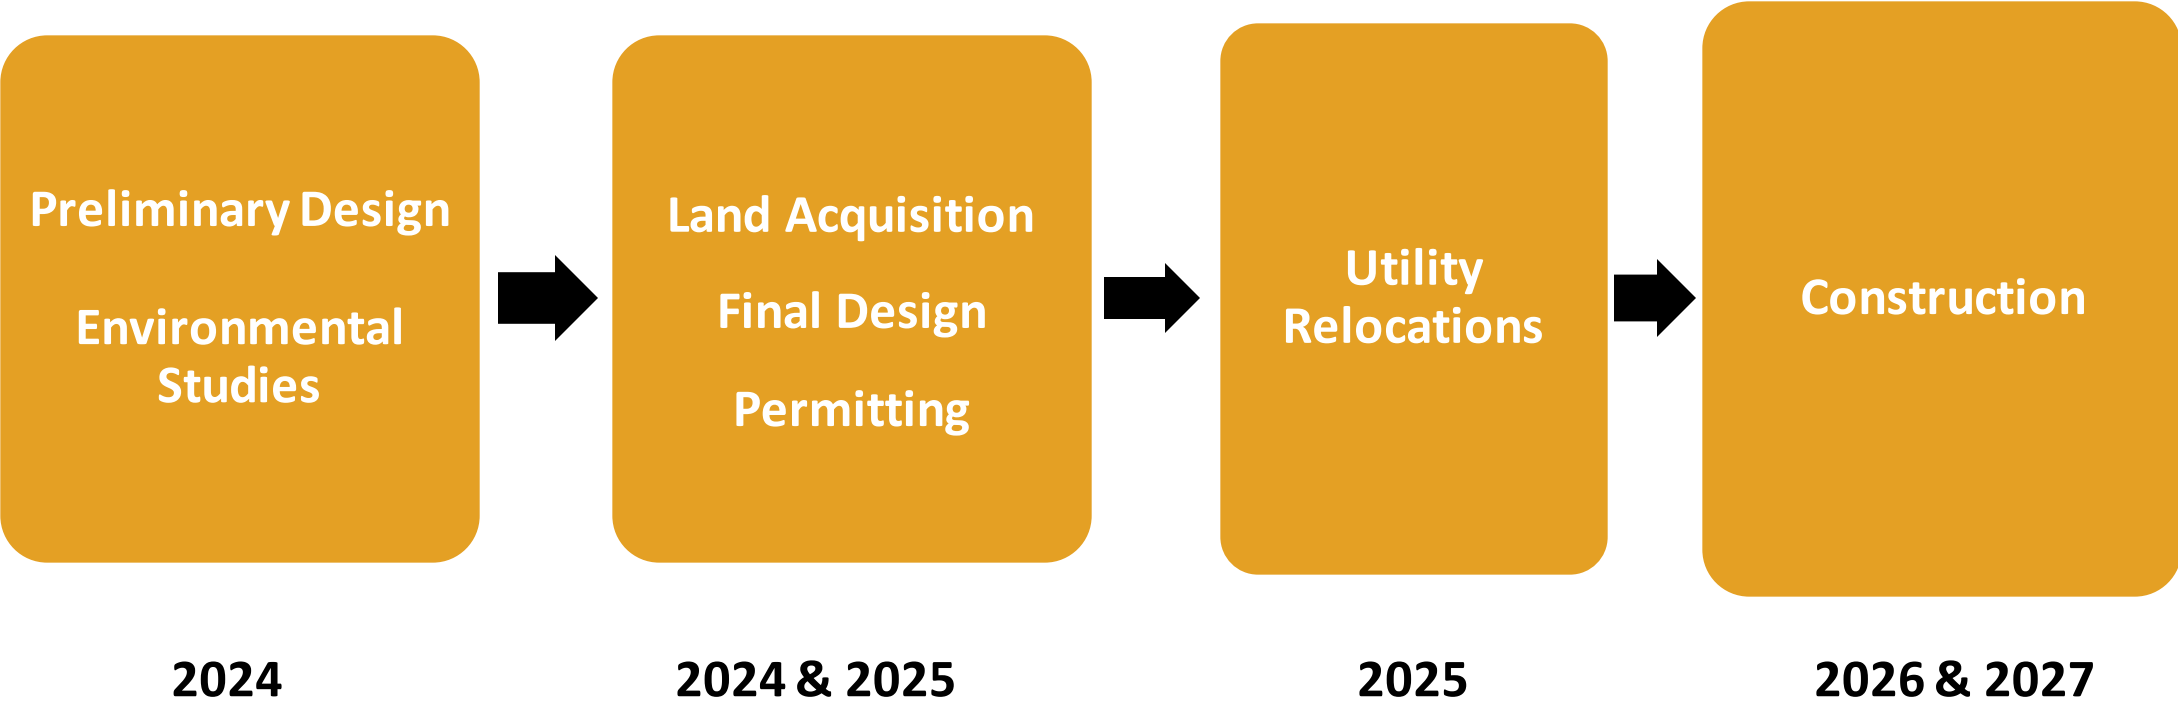 Preliminary Design
Environmental
Studies
Land Acquisition
Final Design
Permitting
Utility
Relocations
Construction
2024
2024 & 2025
2025
2026 & 2027